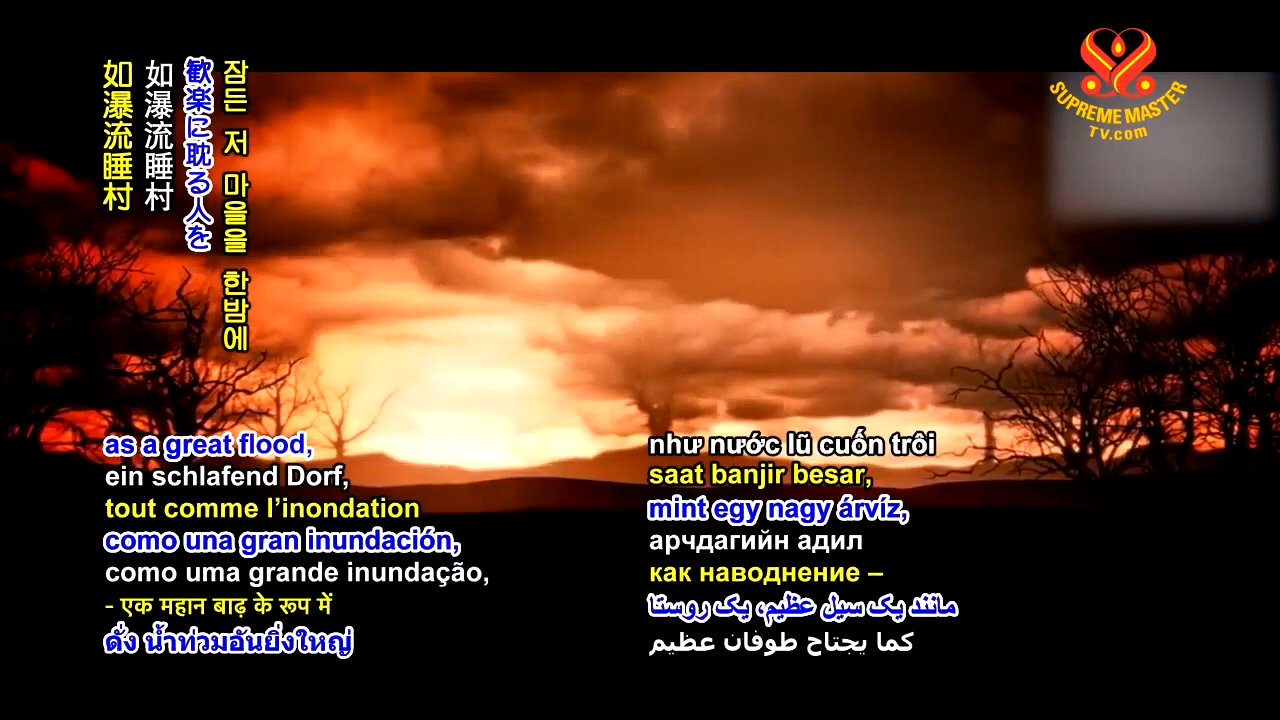 잠든 저 마을을 한밤에
歓楽に耽る人を
如瀑流睡村
如瀑流睡村
SUPREME MASTER
TV.com
as a great flood,
ein schlafend Dorf,
tout comme l’inondation
como una gran inundación,
como uma grande inundação,
- एक महान बाढ़ के रूप में
ดั่ง น้ำท่วมอันยิ่งใหญ่
như nước lũ cuốn trôi
saat banjir besar,
mint egy nagy árvíz,
арчдагийн адил
как наводнение –
مانند یک سیل عظیم، یک روستا
كما يجتاح طوفان عظيم